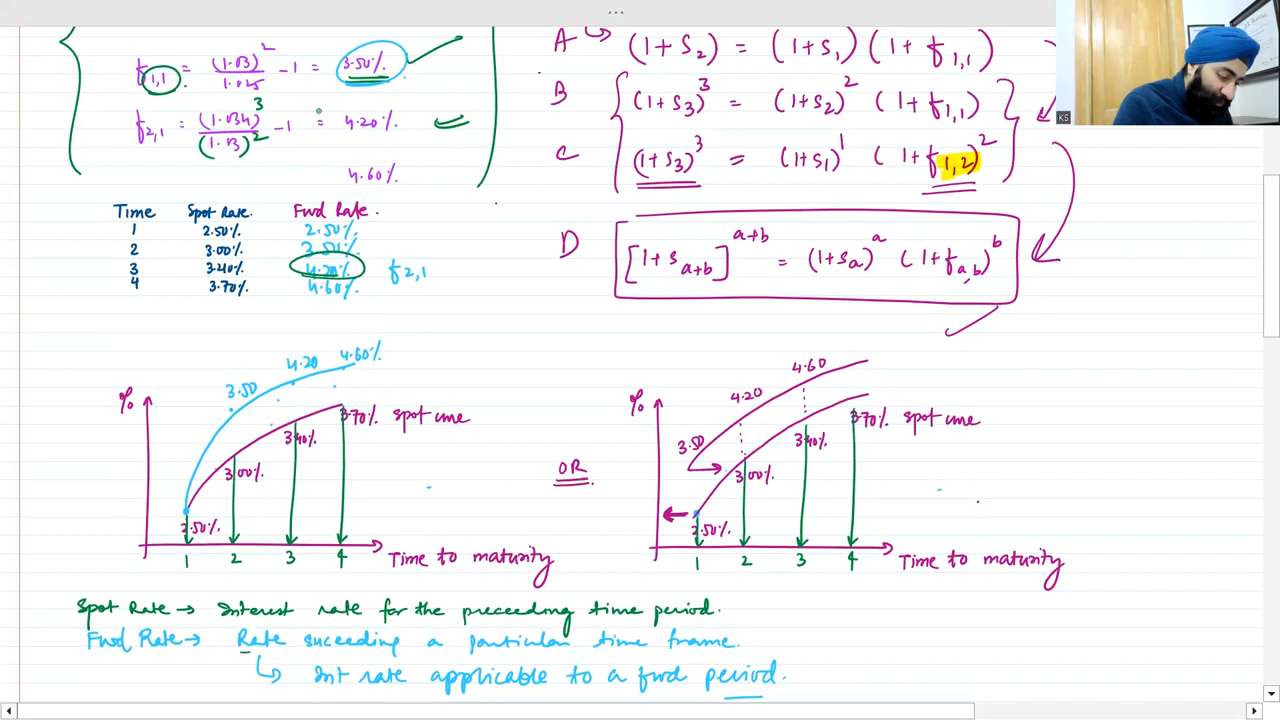 f1,1 = (1.03)² / 1.025 - 1 = 3.50%.
f2,1 = (1.034)³ / (1.03)² - 1 = 4.20%.
4.60%.
A → (1+S2) = (1+S1) (1+f1,1)
B (1+S3)³ = (1+S2)² (1+f1,1)
C (1+S3)³ = (1+S1)¹ (1+f1,2)²
D [1+S a+b]^a+b = (1+Sa)^a (1+fa,b)^b
Time Spot Rate. Fwd Rate.
1 2.50%. 2.50%.
2 3.00%. 3.50%.
3 3.40%. 4.20%. f2,1
4 3.70%. 4.60%.
% 3.50 4.20 4.60%.
3.70% Spot curve
3.40%.
3.00%.
2.50%.
1 2 3 4 Time to maturity
OR
% 3.50 4.20 4.60
3.70% Spot curve
3.40%.
3.00%.
2.50%.
1 2 3 4 Time to maturity
Spot Rate → Interest rate for the preceeding time period.
Fwd Rate → Rate suceeding a particular time frame.
↳ Int rate applicable to a fwd period.
KS